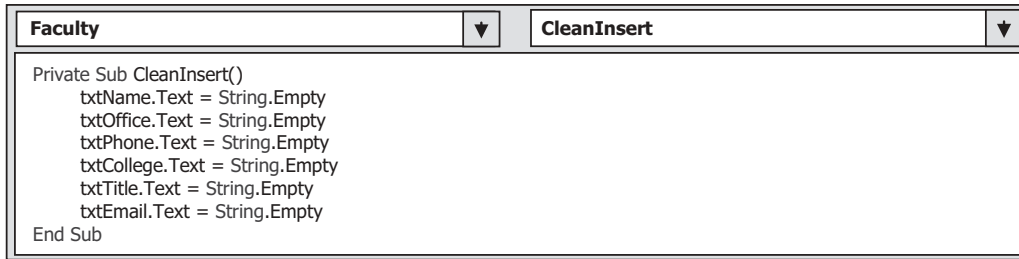 Faculty
CleanInsert
Private Sub CleanInsert()
txtName.Text = String.Empty
txtOffice.Text = String.Empty
txtPhone.Text = String.Empty
txtCollege.Text = String.Empty
txtTitle.Text = String.Empty
txtEmail.Text = String.Empty
End Sub